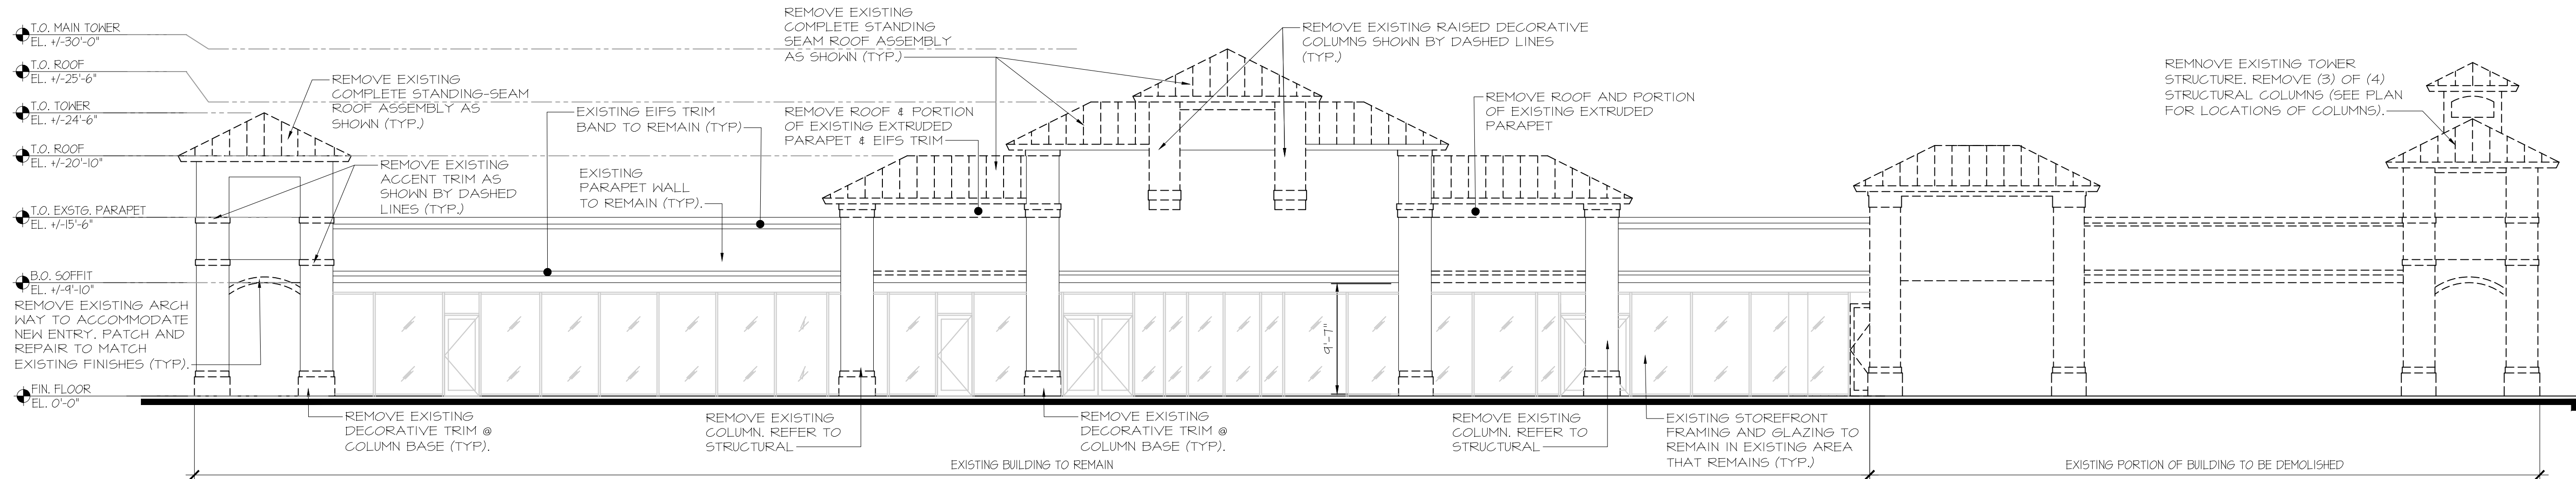 T.O. MAIN TOWER
EL. +/-30'-0"
T.O. ROOF
EL. +/-25'-6"
T.O. TOWER
EL. +/-24'-6"
T.O. ROOF
EL. +/-20'-10"
T.O. EXSTG. PARAPET
EL. +/-15'-6"
B.O. SOFFIT
EL. +/-9'-10"
REMOVE EXISTING ARCH
WAY TO ACCOMMODATE
NEW ENTRY. PATCH AND
REPAIR TO MATCH
EXISTING FINISHES (TYP).
FIN. FLOOR
EL. 0'-0"
REMOVE EXISTING
COMPLETE STANDING-SEAM
ROOF ASSEMBLY AS
SHOWN (TYP.)
REMOVE EXISTING
ACCENT TRIM AS
SHOWN BY DASHED
LINES (TYP.)
EXISTING EIFS TRIM
BAND TO REMAIN (TYP)
EXISTING
PARAPET WALL
TO REMAIN (TYP).
REMOVE EXISTING
COMPLETE STANDING
SEAM ROOF ASSEMBLY
AS SHOWN (TYP.)
REMOVE ROOF & PORTION
OF EXISTING EXTRUDED
PARAPET & EIFS TRIM
REMOVE EXISTING RAISED DECORATIVE
COLUMNS SHOWN BY DASHED LINES
(TYP.)
REMOVE ROOF AND PORTION
OF EXISTING EXTRUDED
PARAPET
REMNOVE EXISTING TOWER
STRUCTURE. REMOVE (3) OF (4)
STRUCTURAL COLUMNS (SEE PLAN
FOR LOCATIONS OF COLUMNS).
9'-7"
REMOVE EXISTING
DECORATIVE TRIM @
COLUMN BASE (TYP).
REMOVE EXISTING
COLUMN. REFER TO
STRUCTURAL
REMOVE EXISTING
DECORATIVE TRIM @
COLUMN BASE (TYP).
REMOVE EXISTING
COLUMN. REFER TO
STRUCTURAL
EXISTING STOREFRONT
FRAMING AND GLAZING TO
REMAIN IN EXISTING AREA
THAT REMAINS (TYP.)
EXISTING BUILDING TO REMAIN
EXISTING PORTION OF BUILDING TO BE DEMOLISHED